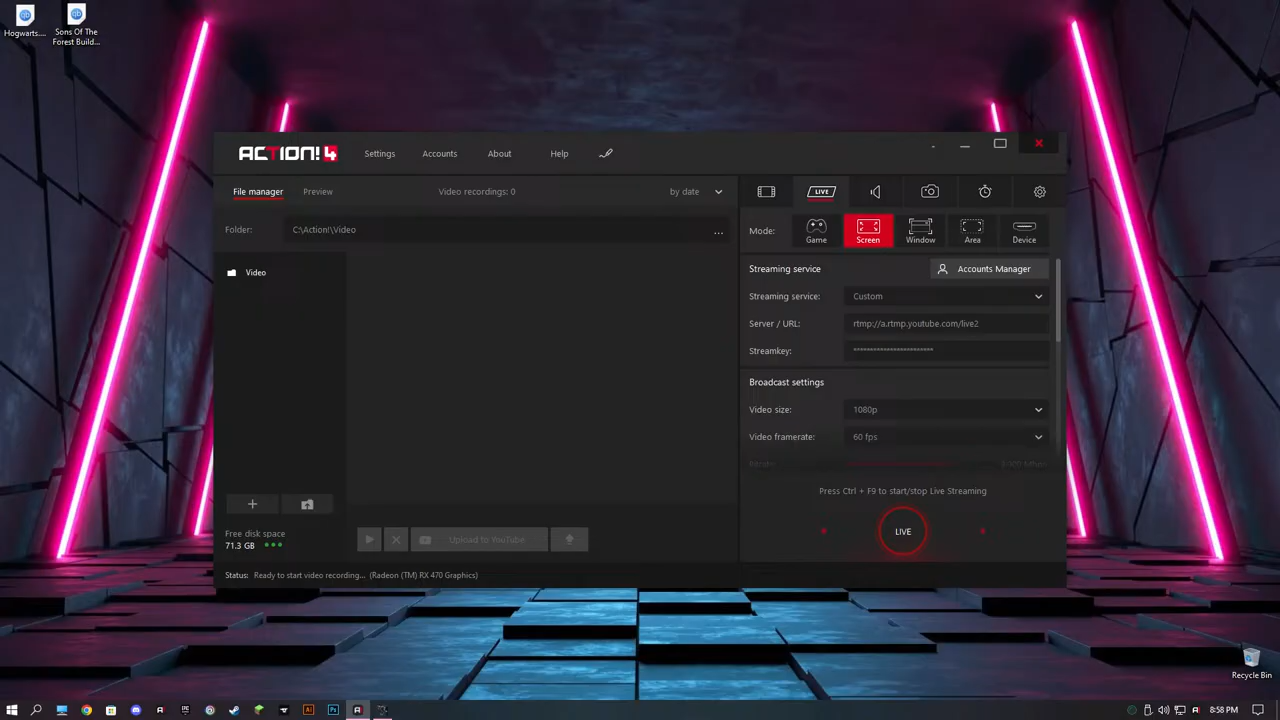 Hogwarts....
Sons Of The
Forest Build...
ACTION! 4
Settings
Accounts
About
Help
File manager
Preview
Video recordings: 0
by date
LIVE
Folder:
C:\Action!\Video
...
Mode:
Game
Screen
Window
Area
Device
Video
Streaming service
Accounts Manager
Streaming service:
Custom
Server / URL:
rtmp://a.rtmp.youtube.com/live2
Streamkey:
Broadcast settings
Video size:
1080p
Video framerate:
60 fps
Press Ctrl + F9 to start/stop Live Streaming
LIVE
Free disk space
71.3 GB
Upload to YouTube
Status: Ready to start video recording... (Radeon (TM) RX 470 Graphics)
Recycle Bin
Ai
Ps
8:58 PM